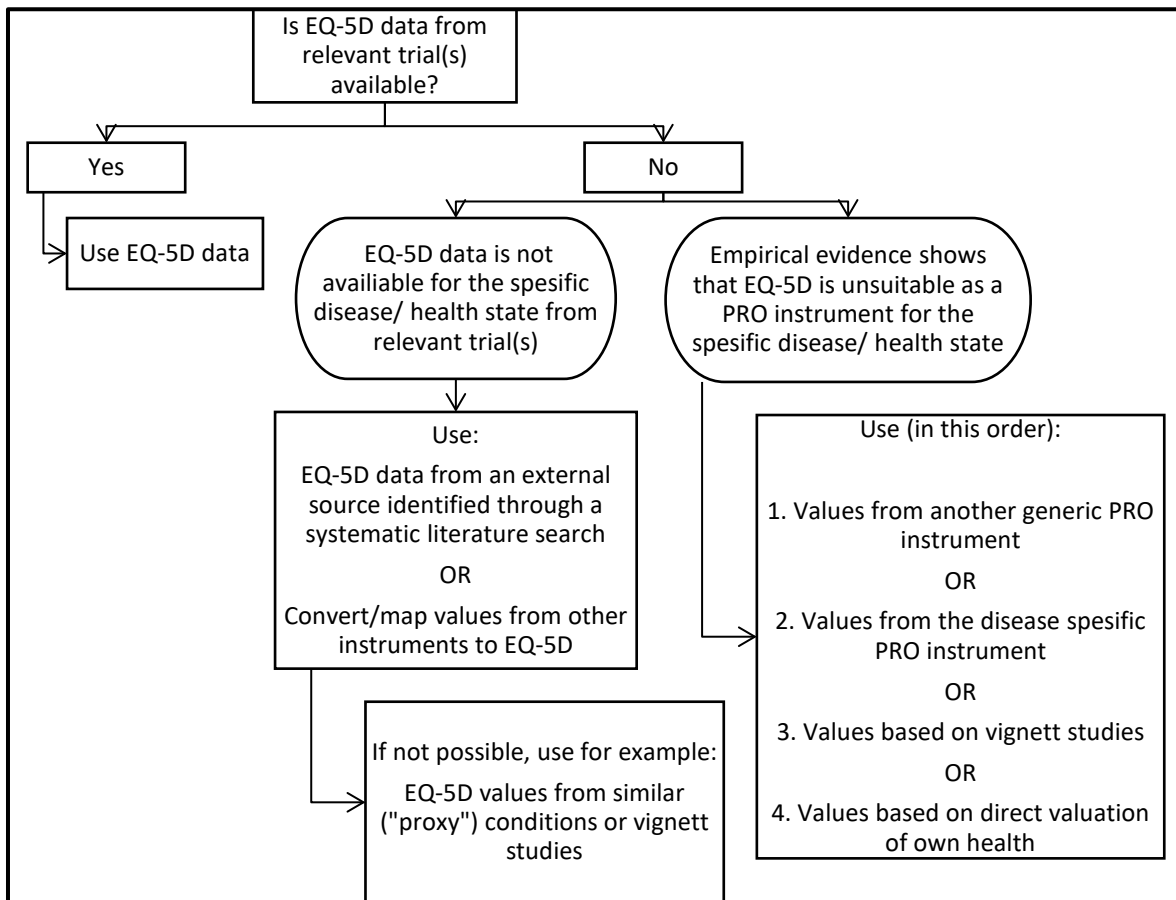 Is EQ-5D data from
relevant trial(s)
available?
Yes
No
Use EQ-5D data
EQ-5D data is not
availiable for the spesific
disease/ health state from
relevant trial(s)
Empirical evidence shows
that EQ-5D is unsuitable as a
PRO instrument for the
spesific disease/ health state
Use:
EQ-5D data from an external
source identified through a
systematic literature search
OR
Convert/map values from other
instruments to EQ-5D
If not possible, use for example:
EQ-5D values from similar
("proxy") conditions or vignett
studies
Use (in this order):
1. Values from another generic PRO
instrument
OR
2. Values from the disease spesific
PRO instrument
OR
3. Values based on vignett studies
OR
4. Values based on direct valuation
of own health